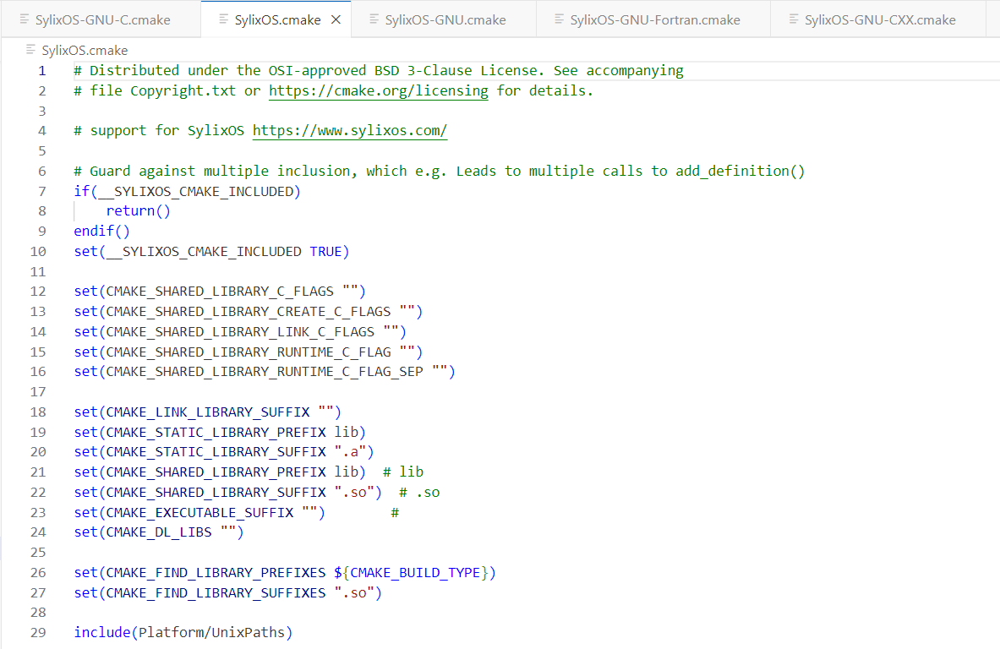 SylixOS-GNU-C.cmake SylixOS.cmake SylixOS-GNU.cmake SylixOS-GNU-Fortran.cmake SylixOS-GNU-CXX.cmake
SylixOS.cmake
1 # Distributed under the OSI-approved BSD 3-Clause License. See accompanying
2 # file Copyright.txt or https://cmake.org/licensing for details.
3
4 # support for SylixOS https://www.sylixos.com/
5
6 # Guard against multiple inclusion, which e.g. Leads to multiple calls to add_definition()
7 if(__SYLIXOS_CMAKE_INCLUDED)
8     return()
9 endif()
10 set(__SYLIXOS_CMAKE_INCLUDED TRUE)
11
12 set(CMAKE_SHARED_LIBRARY_C_FLAGS "")
13 set(CMAKE_SHARED_LIBRARY_CREATE_C_FLAGS "")
14 set(CMAKE_SHARED_LIBRARY_LINK_C_FLAGS "")
15 set(CMAKE_SHARED_LIBRARY_RUNTIME_C_FLAG "")
16 set(CMAKE_SHARED_LIBRARY_RUNTIME_C_FLAG_SEP "")
17
18 set(CMAKE_LINK_LIBRARY_SUFFIX "")
19 set(CMAKE_STATIC_LIBRARY_PREFIX lib)
20 set(CMAKE_STATIC_LIBRARY_SUFFIX ".a")
21 set(CMAKE_SHARED_LIBRARY_PREFIX lib)  # lib
22 set(CMAKE_SHARED_LIBRARY_SUFFIX ".so")  # .so
23 set(CMAKE_EXECUTABLE_SUFFIX "")        #
24 set(CMAKE_DL_LIBS "")
25
26 set(CMAKE_FIND_LIBRARY_PREFIXES ${CMAKE_BUILD_TYPE})
27 set(CMAKE_FIND_LIBRARY_SUFFIXES ".so")
28
29 include(Platform/UnixPaths)